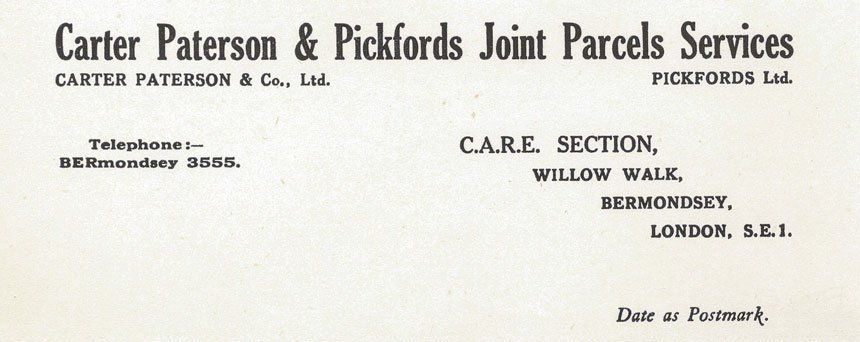 Carter Paterson & Pickfords Joint Parcels Services
CARTER PATERSON & Co., Ltd. PICKFORDS Ltd.
Telephone:—
BERmondsey 3555.
C.A.R.E. SECTION,
WILLOW WALK,
BERMONDSEY,
LONDON, S.E.1.
Date as Postmark.